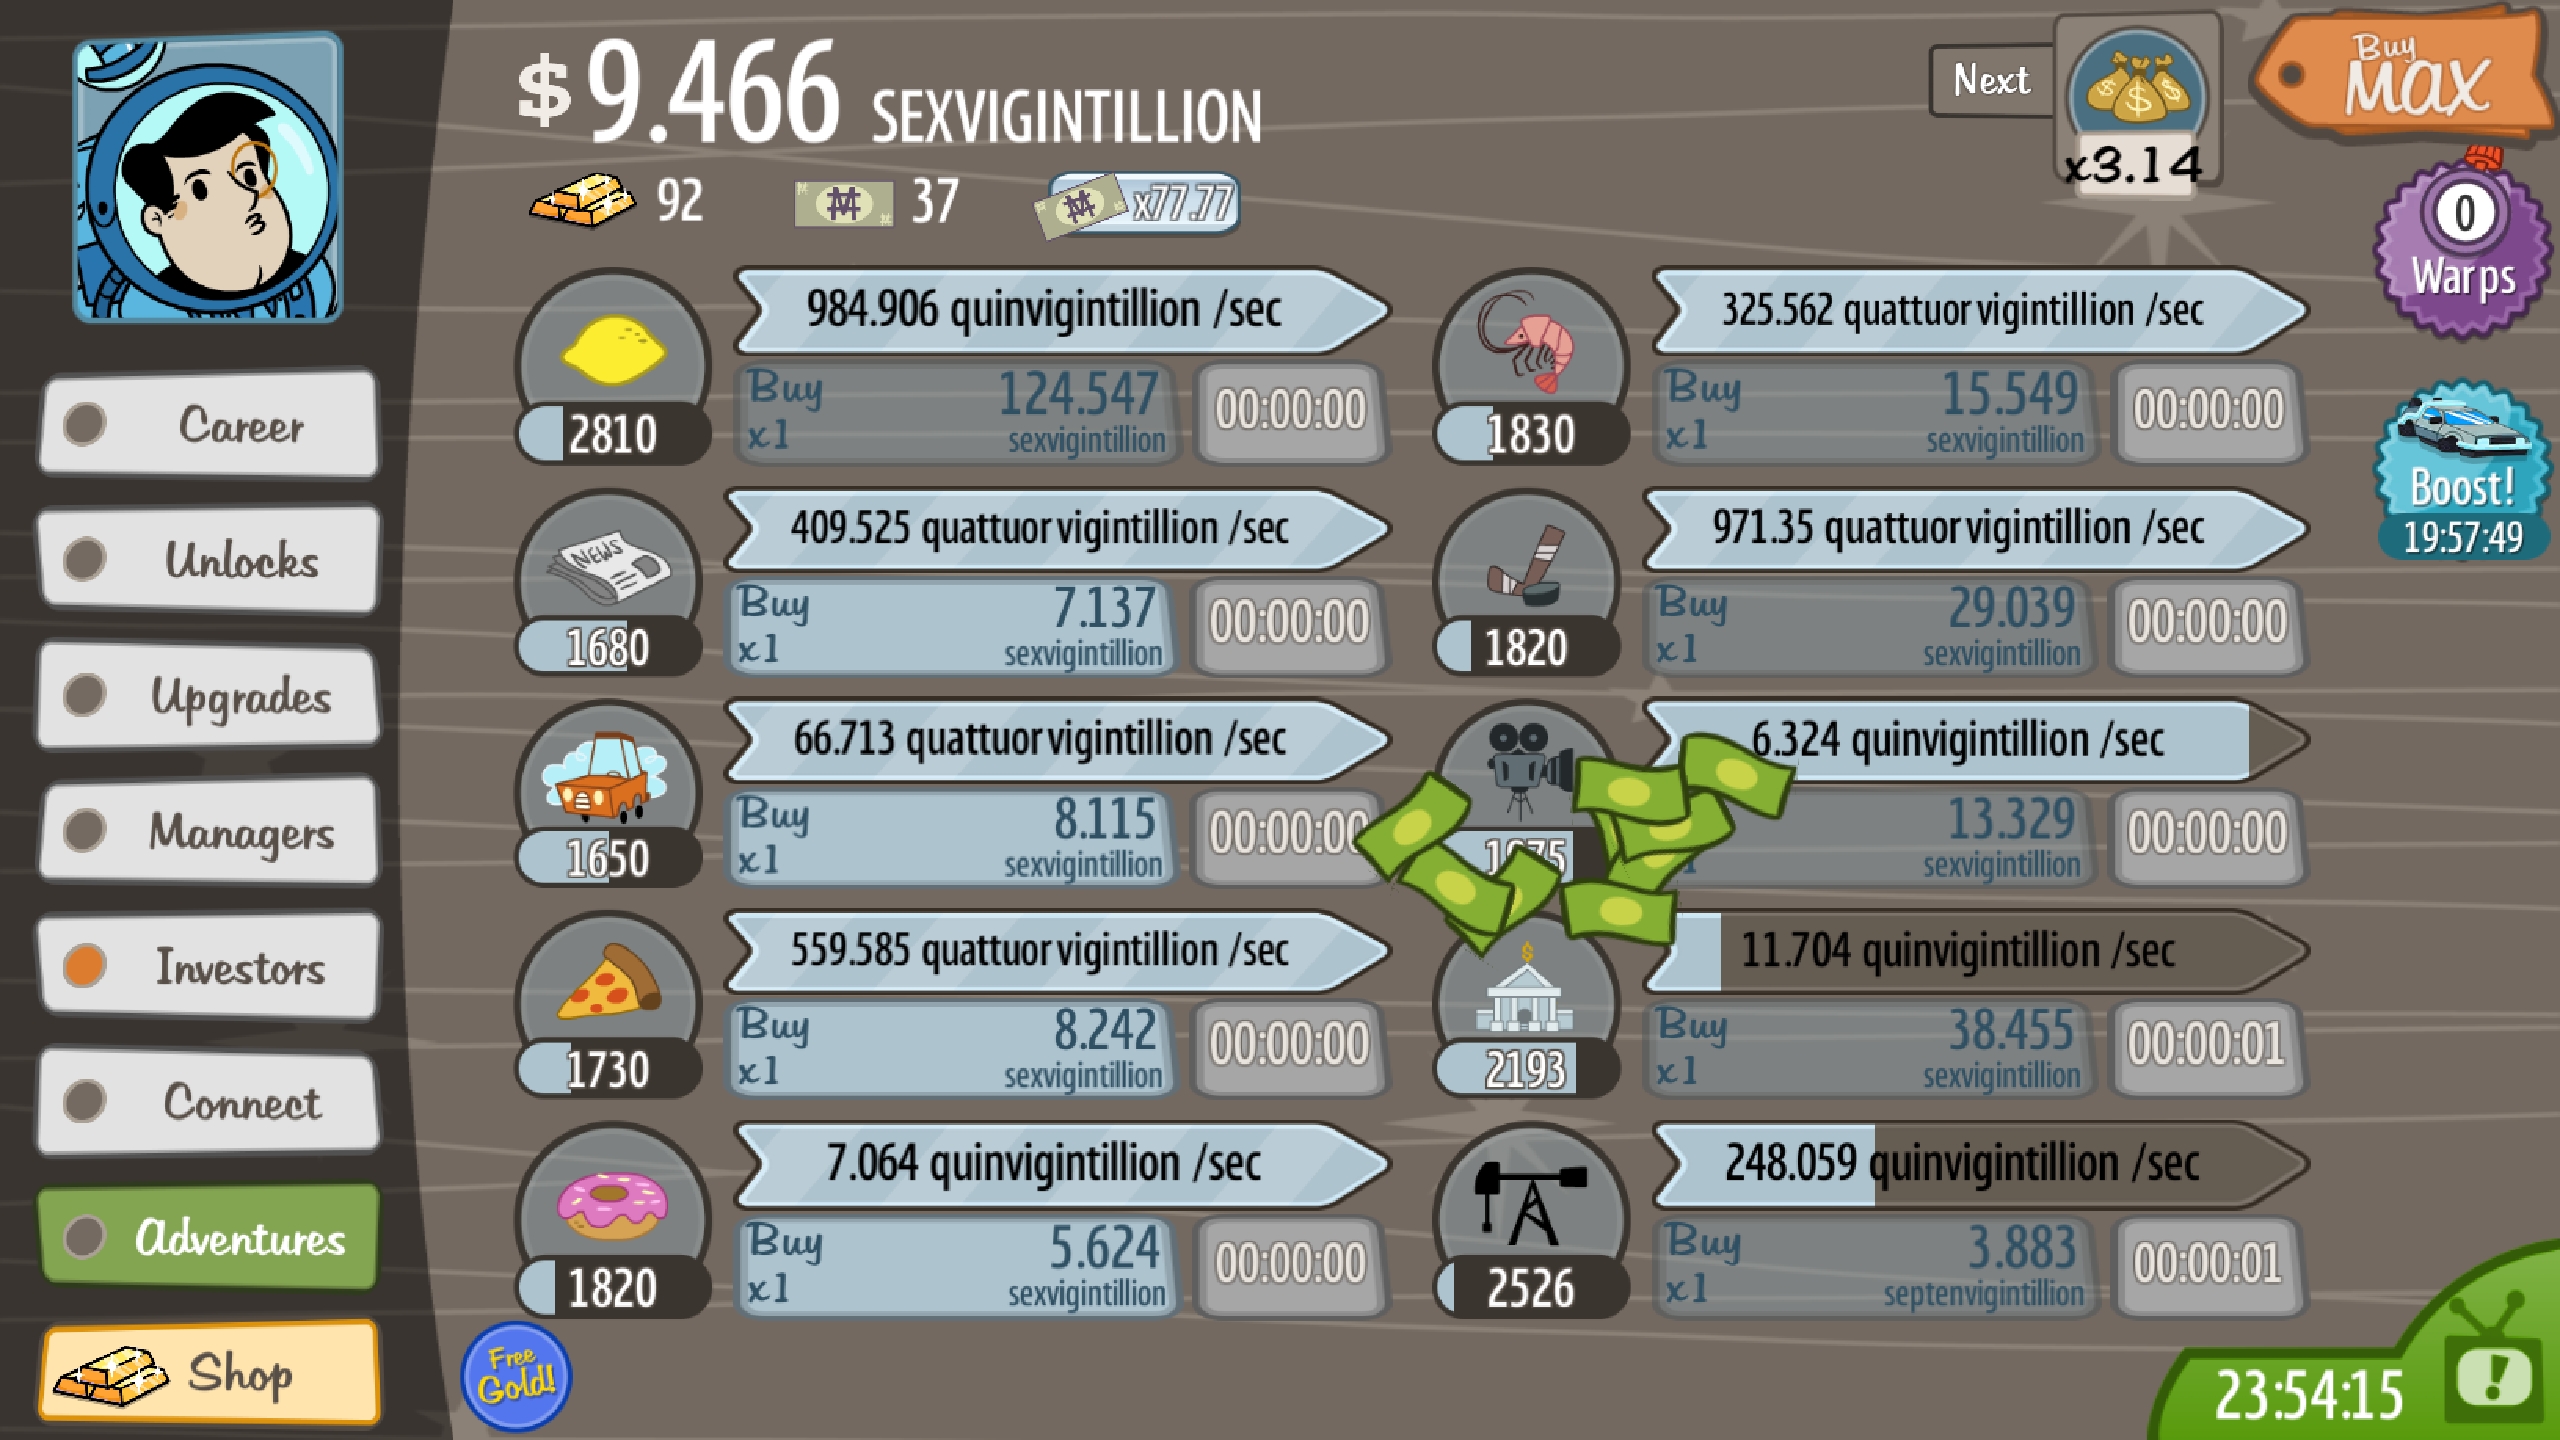 $9.466 SEXVIGINTILLION
92 37 x77.77
Next
x3.14
Buy
MAX
0
Warps
Boost!
19:57:49
Career
Unlocks
Upgrades
Managers
Investors
Connect
Adventures
Shop
984.906 quinvigintillion /sec
2810
Buy
x1
124.547
sexvigintillion
00:00:00
NEWS
409.525 quattuorvigintillion /sec
1680
Buy
x1
7.137
sexvigintillion
00:00:00
66.713 quattuorvigintillion /sec
1650
Buy
x1
8.115
sexvigintillion
00:00:00
559.585 quattuorvigintillion /sec
1730
Buy
x1
8.242
sexvigintillion
00:00:00
7.064 quinvigintillion /sec
1820
Buy
x1
5.624
sexvigintillion
00:00:00
325.562 quattuorvigintillion /sec
1830
Buy
x1
15.549
sexvigintillion
00:00:00
971.35 quattuorvigintillion /sec
1820
Buy
x1
29.039
sexvigintillion
00:00:00
6.324 quinvigintillion /sec
13.329
sexvigintillion
00:00:00
11.704 quinvigintillion /sec
2193
Buy
x1
38.455
sexvigintillion
00:00:01
248.059 quinvigintillion /sec
2526
Buy
x1
3.883
septenvigintillion
00:00:01
Free
Gold!
23:54:15